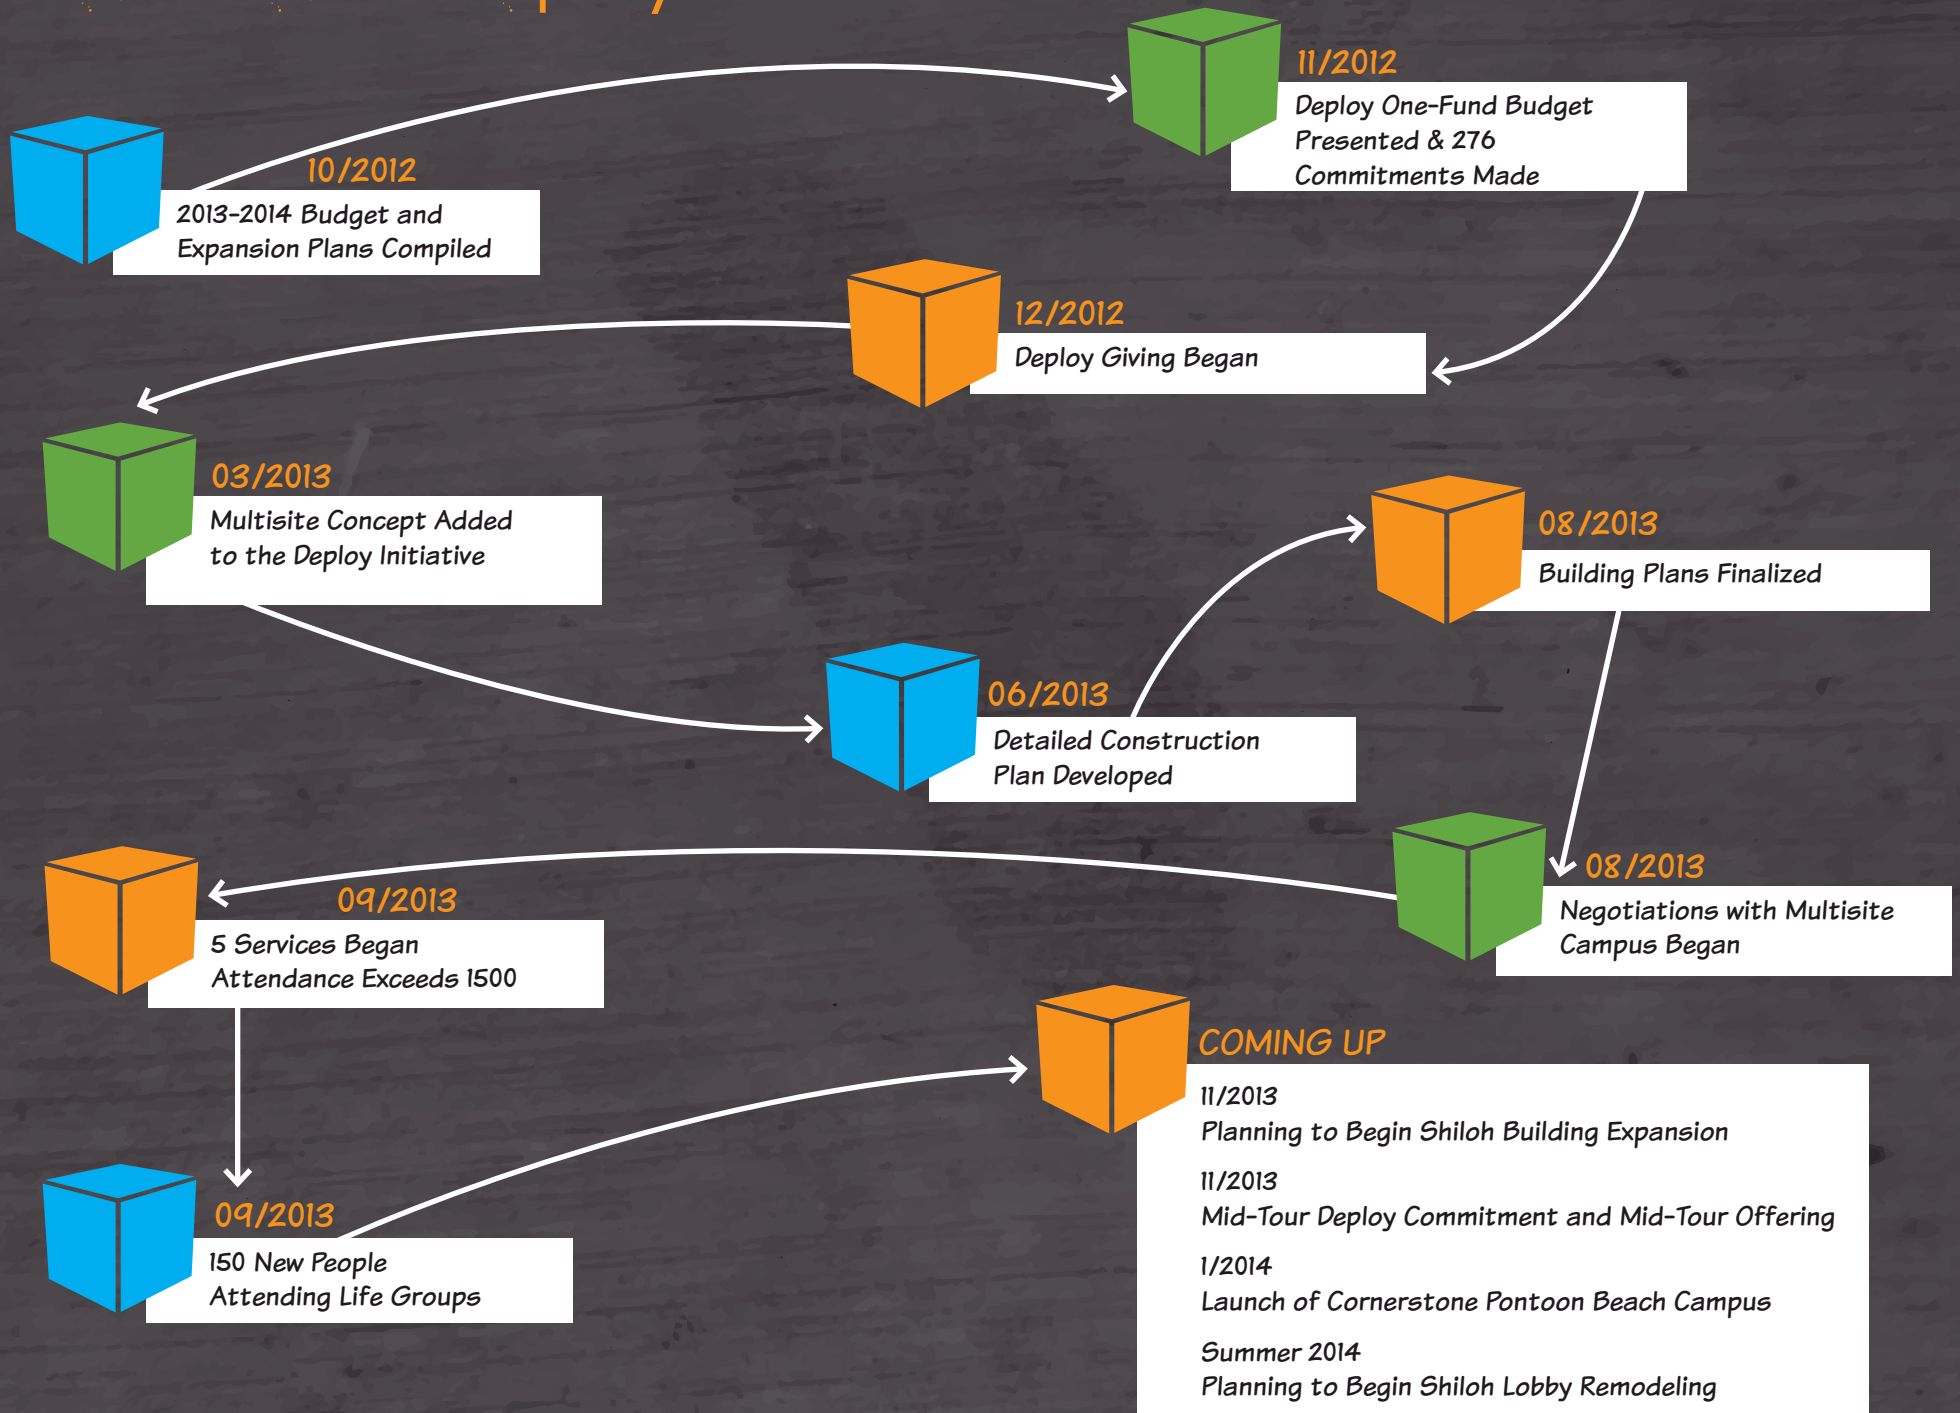 10/2012
2013-2014 Budget and
Expansion Plans Compiled
11/2012
Deploy One-Fund Budget
Presented & 276
Commitments Made
12/2012
Deploy Giving Began
03/2013
Multisite Concept Added
to the Deploy Initiative
06/2013
Detailed Construction
Plan Developed
08/2013
Building Plans Finalized
08/2013
Negotiations with Multisite
Campus Began
09/2013
5 Services Began
Attendance Exceeds 1500
09/2013
150 New People
Attending Life Groups
COMING UP
11/2013
Planning to Begin Shiloh Building Expansion
11/2013
Mid-Tour Deploy Commitment and Mid-Tour Offering
1/2014
Launch of Cornerstone Pontoon Beach Campus
Summer 2014
Planning to Begin Shiloh Lobby Remodeling